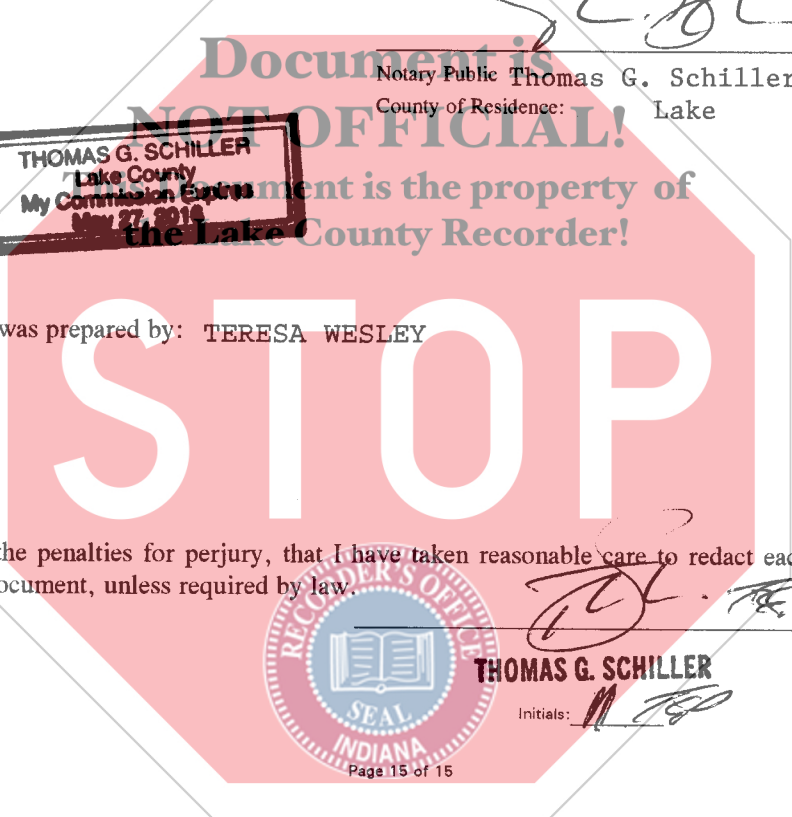 Document is
Notary Public Thomas G. Schiller
NOT OFFICIAL!
County of Residence: Lake
THOMAS G. SCHILLER
Lake County
My Commission Expires
May 27, 2016
This Document is the property of
the Lake County Recorder!
was prepared by: TERESA WESLEY
STOP
the penalties for perjury, that I have taken reasonable care to redact eac
ocument, unless required by law.
RECORDER'S OFFICE
SEAL
INDIANA
THOMAS G. SCHILLER
Initials:
Page 15 of 15